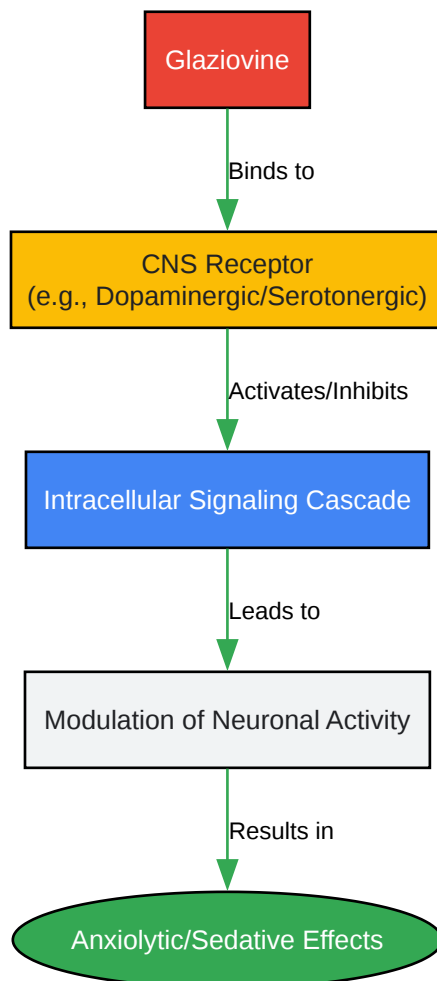 Glaziovine
Binds to
CNS Receptor
(e.g., Dopaminergic/Serotonergic)
Activates/Inhibits
Intracellular Signaling Cascade
Leads to
Modulation of Neuronal Activity
Results in
Anxiolytic/Sedative Effects